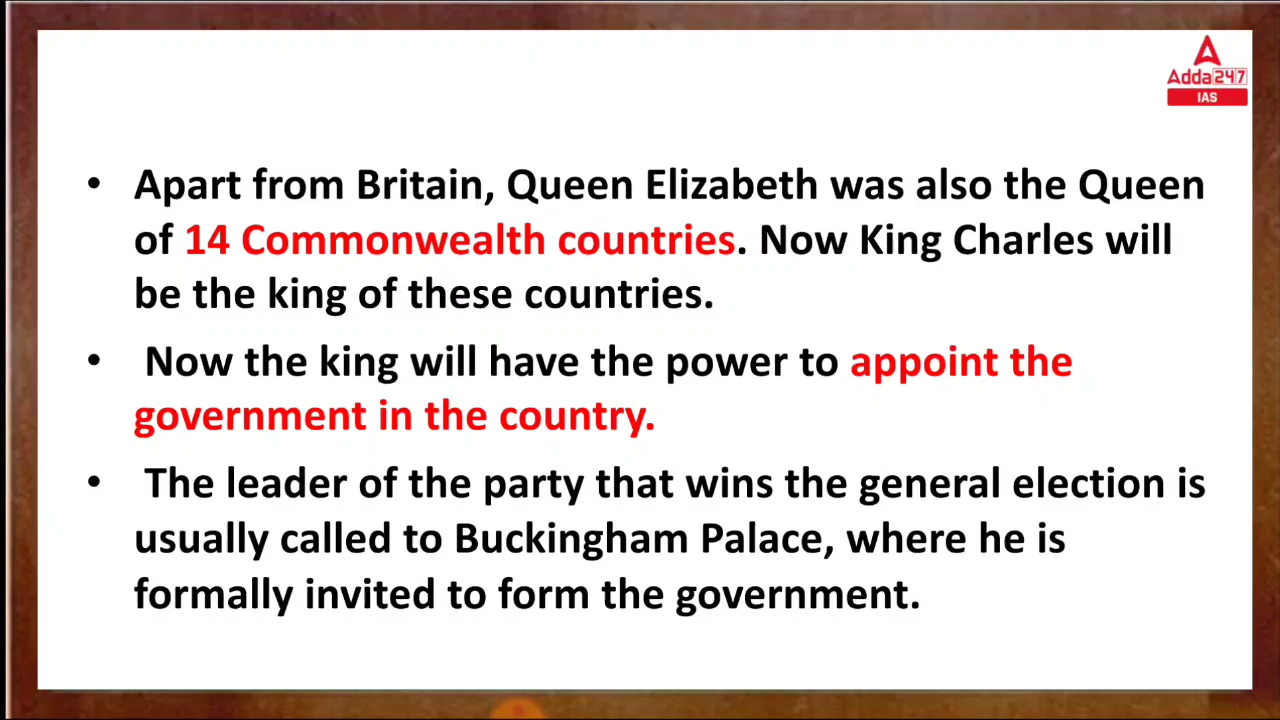 Adda247
IAS
• Apart from Britain, Queen Elizabeth was also the Queen
of 14 Commonwealth countries. Now King Charles will
be the king of these countries.
• Now the king will have the power to appoint the
government in the country.
• The leader of the party that wins the general election is
usually called to Buckingham Palace, where he is
formally invited to form the government.